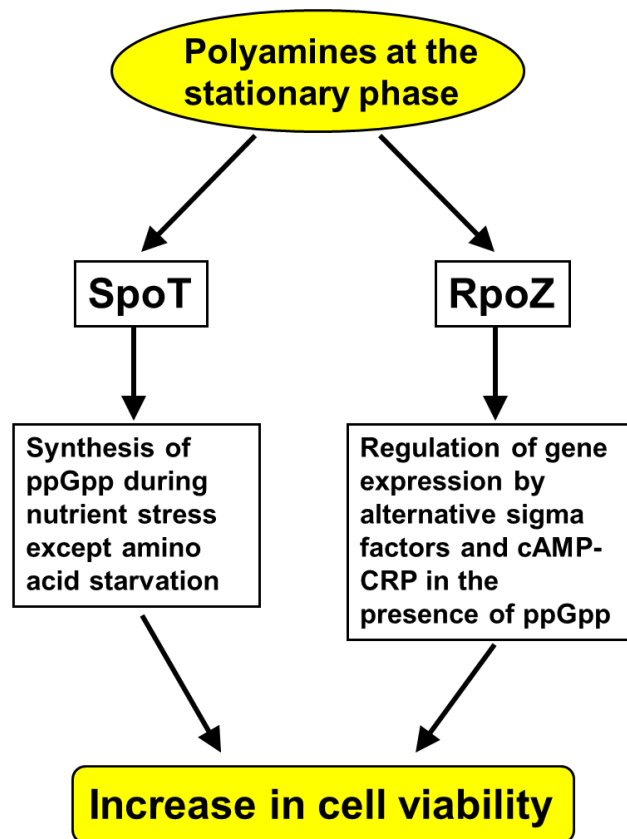 Polyamines at the
stationary phase
SpoT
RpoZ
Synthesis of
ppGpp during
nutrient stress
except amino
acid starvation
Regulation of gene
expression by
alternative sigma
factors and cAMP-
CRP in the
presence of ppGpp
Increase in cell viability